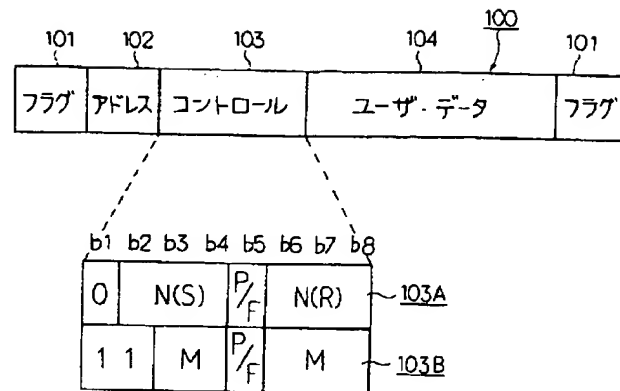 101 102 103 104 100 101
フラグ アドレス コントロール ユーザ・データ フラグ
b1 b2 b3 b4 b5 b6 b7 b8
0 N(S) P/F N(R) 103A
1 1 M P/F M 103B